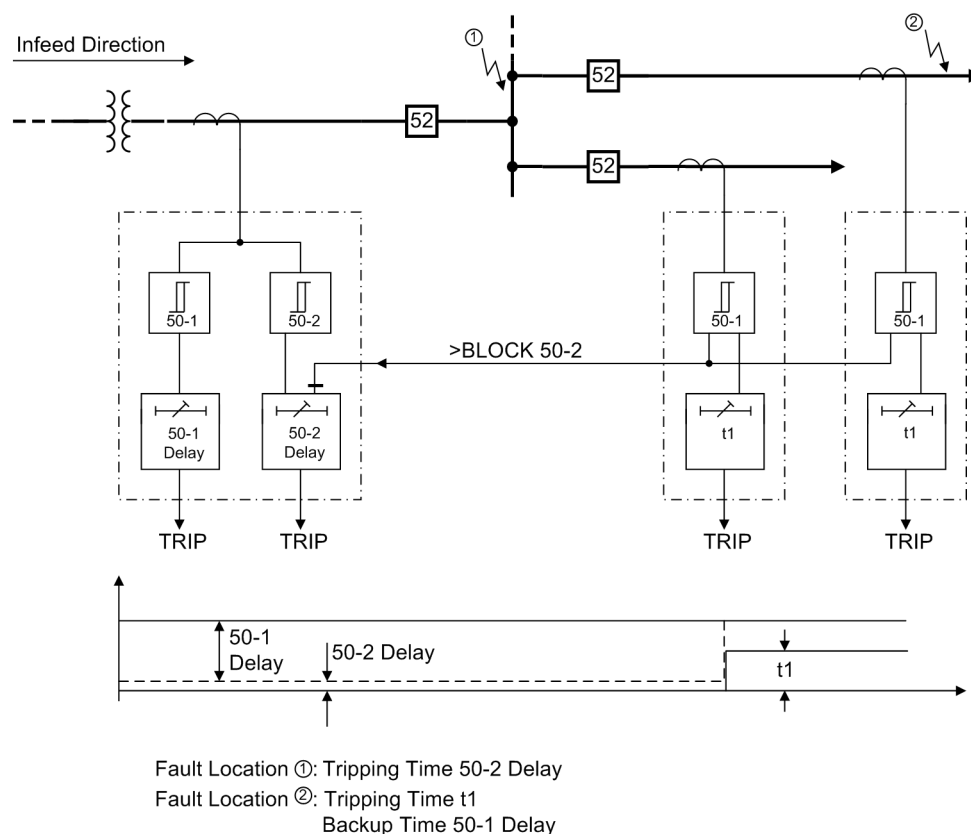 Infeed Direction
①
②
52
52
52
50-1
50-2
50-1
50-1
>BLOCK 50-2
50-1
Delay
50-2
Delay
t1
t1
TRIP
TRIP
TRIP
TRIP
50-1
Delay
50-2 Delay
t1
Fault Location ①: Tripping Time 50-2 Delay
Fault Location ②: Tripping Time t1
Backup Time 50-1 Delay